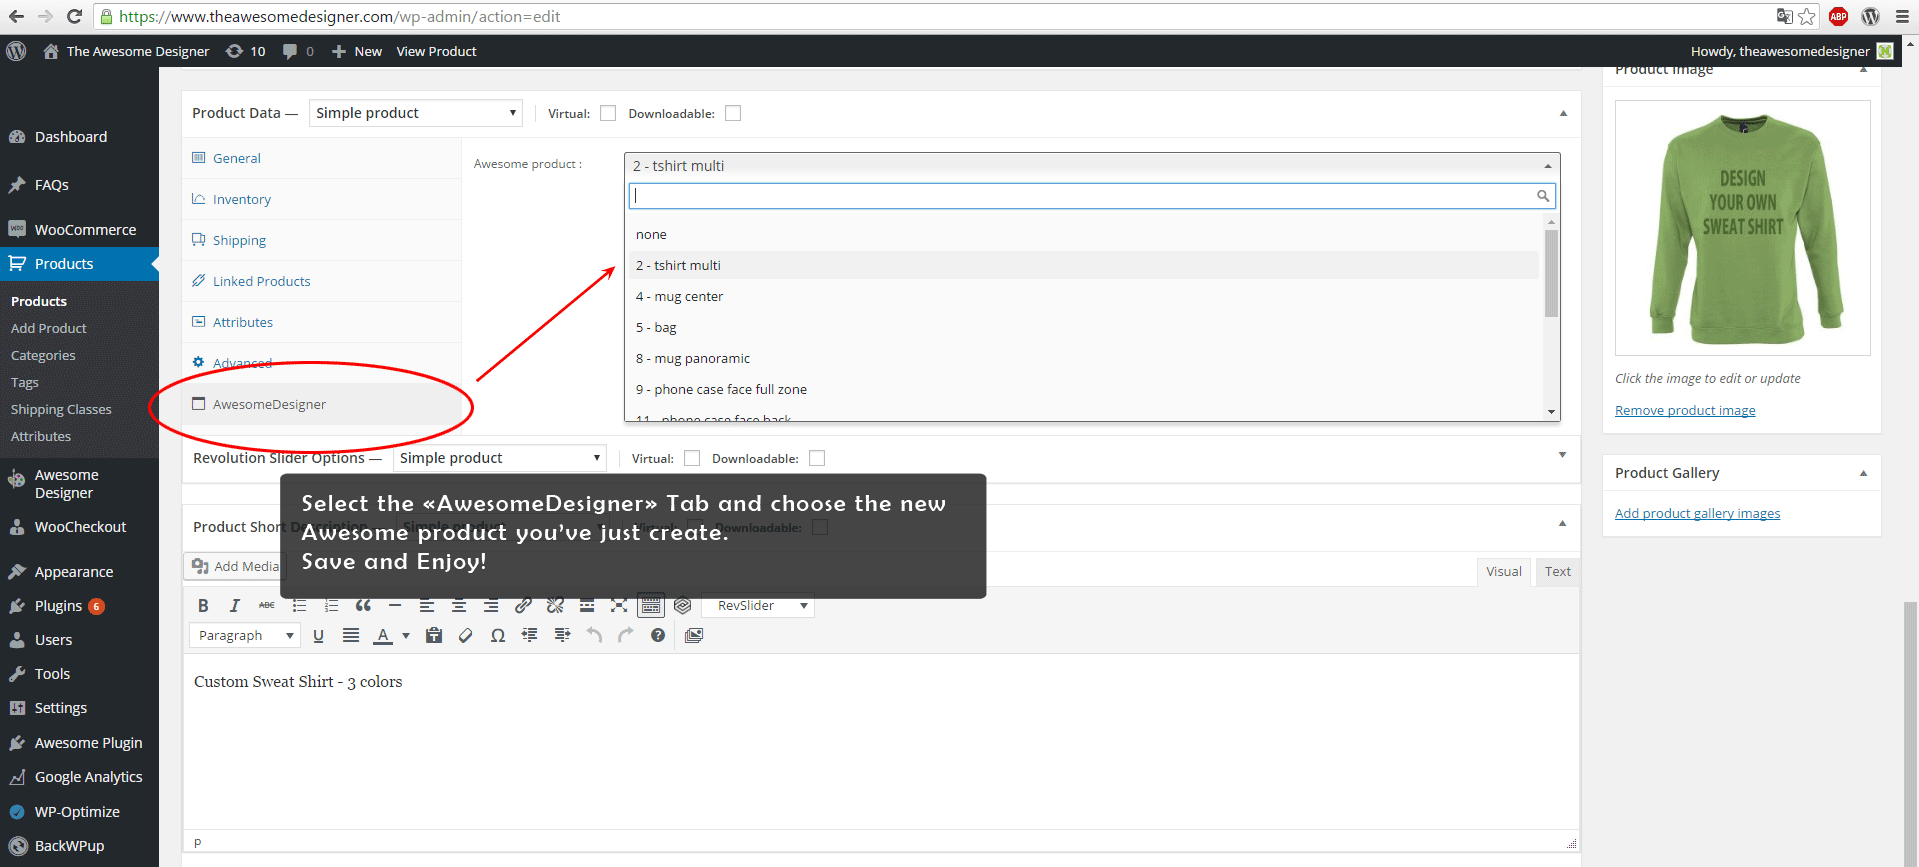 https://www.theawesomedesigner.com/wp-admin/action=edit
ABP
The Awesome Designer 10 0 New View Product
Howdy, theawesomedesigner
Dashboard
FAQs
WooCommerce
Products
Products
Add Product
Categories
Tags
Shipping Classes
Attributes
Awesome
Designer
WooCheckout
Appearance
Plugins 6
Users
Tools
Settings
Awesome Plugin
Google Analytics
WP-Optimize
BackWPup
Product Data — Simple product Virtual: Downloadable:
General
Inventory
Shipping
Linked Products
Attributes
Advanced
AwesomeDesigner
Awesome product :
2 - tshirt multi
none
2 - tshirt multi
4 - mug center
5 - bag
8 - mug panoramic
9 - phone case face full zone
11 - phone case face back
Revolution Slider Options — Simple product Virtual: Downloadable:
Select the «AwesomeDesigner» Tab and choose the new
Awesome product you’ve just create.
Save and Enjoy!
Product Short Description — Simple product Virtual: Downloadable:
Add Media
Visual Text
B I ABC RevSlider
Paragraph U A Ω
Custom Sweat Shirt - 3 colors
p
Product Image
DESIGN
YOUR OWN
SWEAT SHIRT
Click the image to edit or update
Remove product image
Product Gallery
Add product gallery images